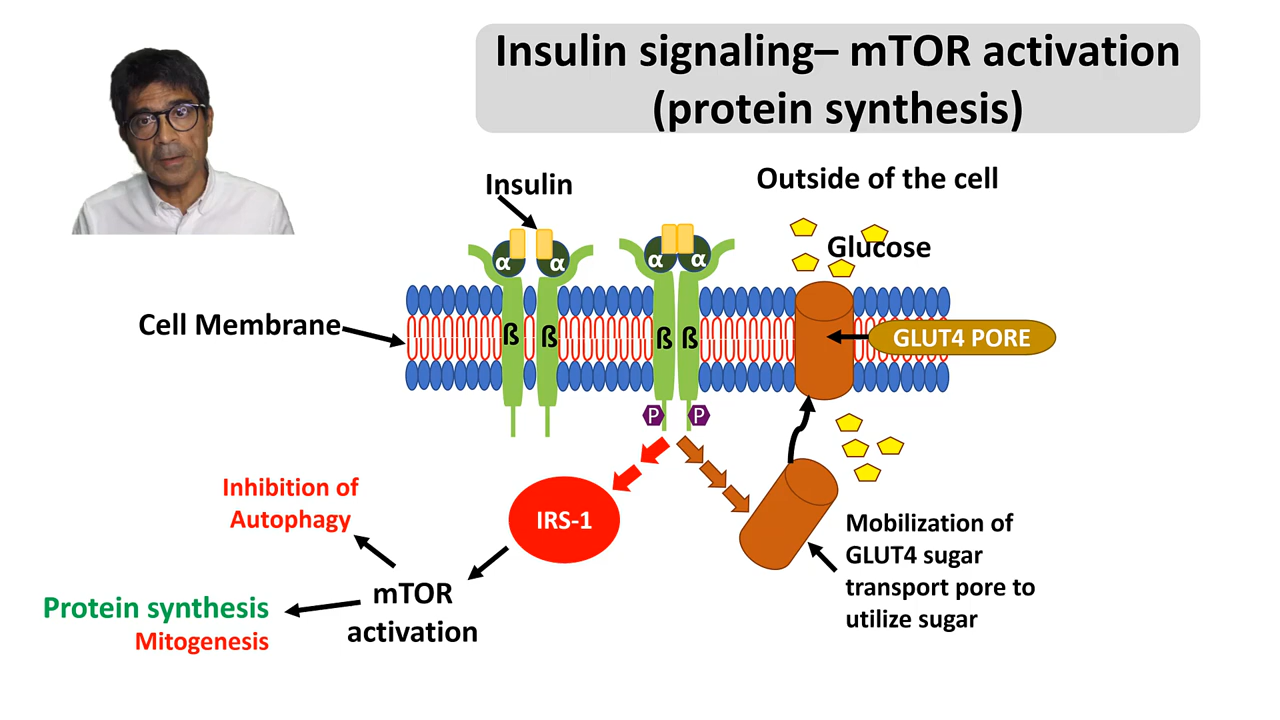 Insulin signaling– mTOR activation
(protein synthesis)
Insulin
Outside of the cell
Glucose
α
α
α
α
Cell Membrane
ß
ß
ß
ß
GLUT4 PORE
P
P
Inhibition of
Autophagy
IRS-1
Mobilization of
GLUT4 sugar
transport pore to
utilize sugar
mTOR
activation
Protein synthesis
Mitogenesis